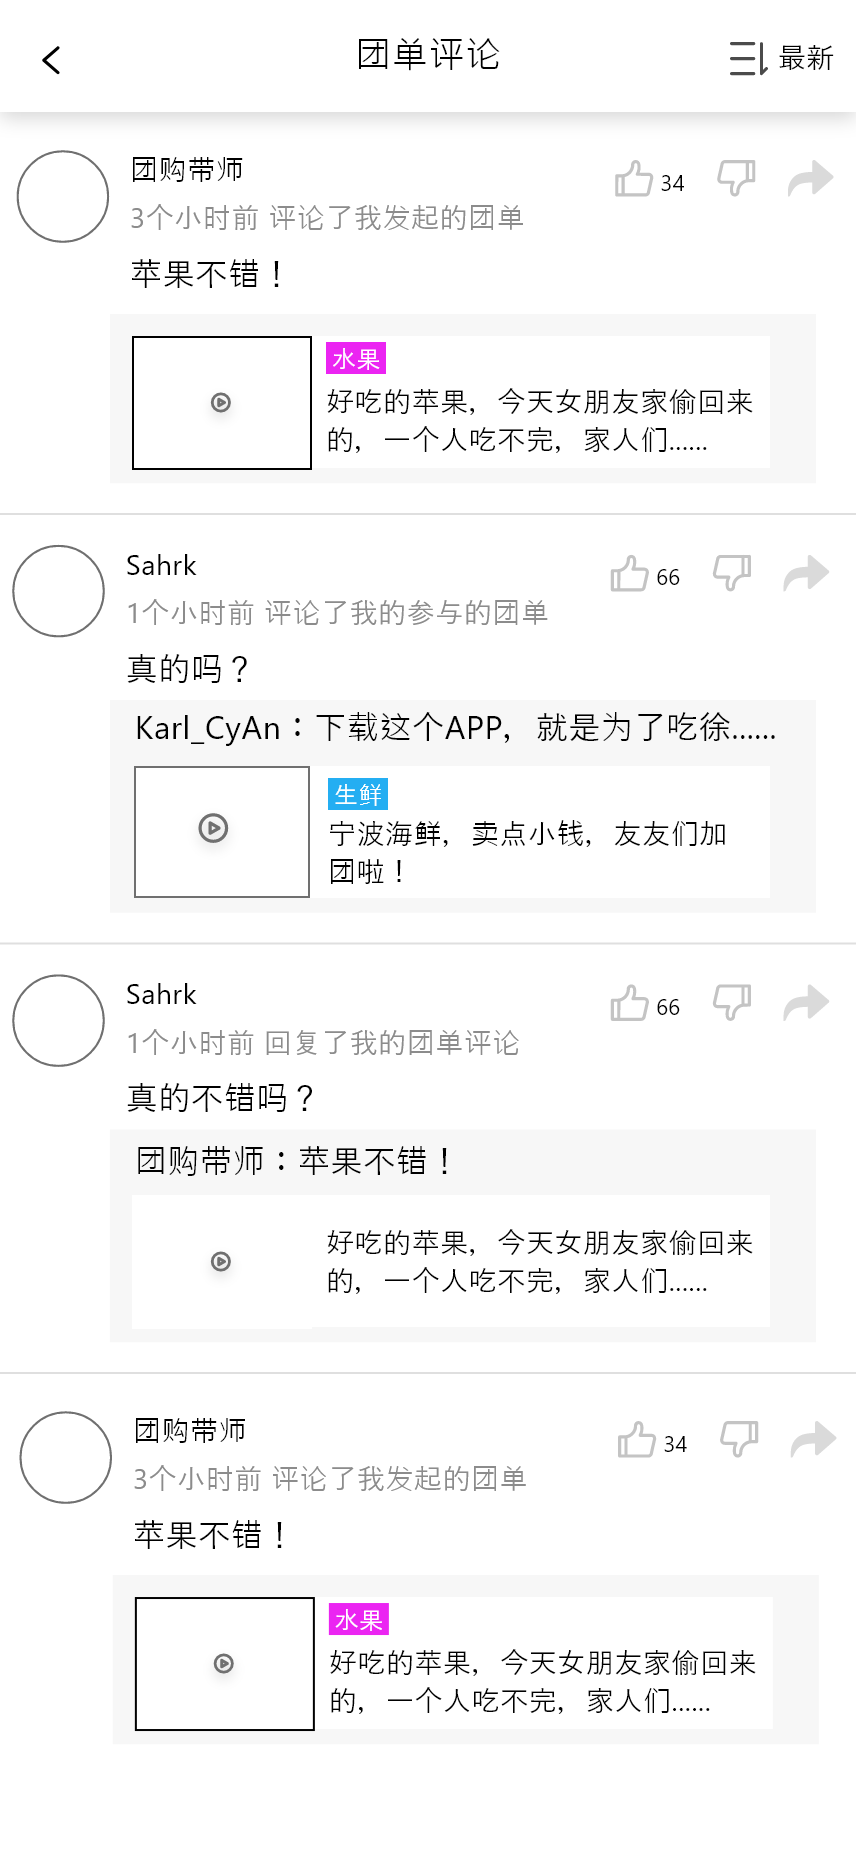 团单评论
最新
团购带师
34
3个小时前 评论了我发起的团单
苹果不错！
水果
好吃的苹果，今天女朋友家偷回来
的，一个人吃不完，家人们......
Sahrk
66
1个小时前 评论了我的参与的团单
真的吗？
Karl_CyAn：下载这个APP，就是为了吃徐......
生鲜
宁波海鲜，卖点小钱，友友们加
团啦！
Sahrk
66
1个小时前 回复了我的团单评论
真的不错吗？
团购带师：苹果不错！
好吃的苹果，今天女朋友家偷回来
的，一个人吃不完，家人们......
团购带师
34
3个小时前 评论了我发起的团单
苹果不错！
水果
好吃的苹果，今天女朋友家偷回来
的，一个人吃不完，家人们......